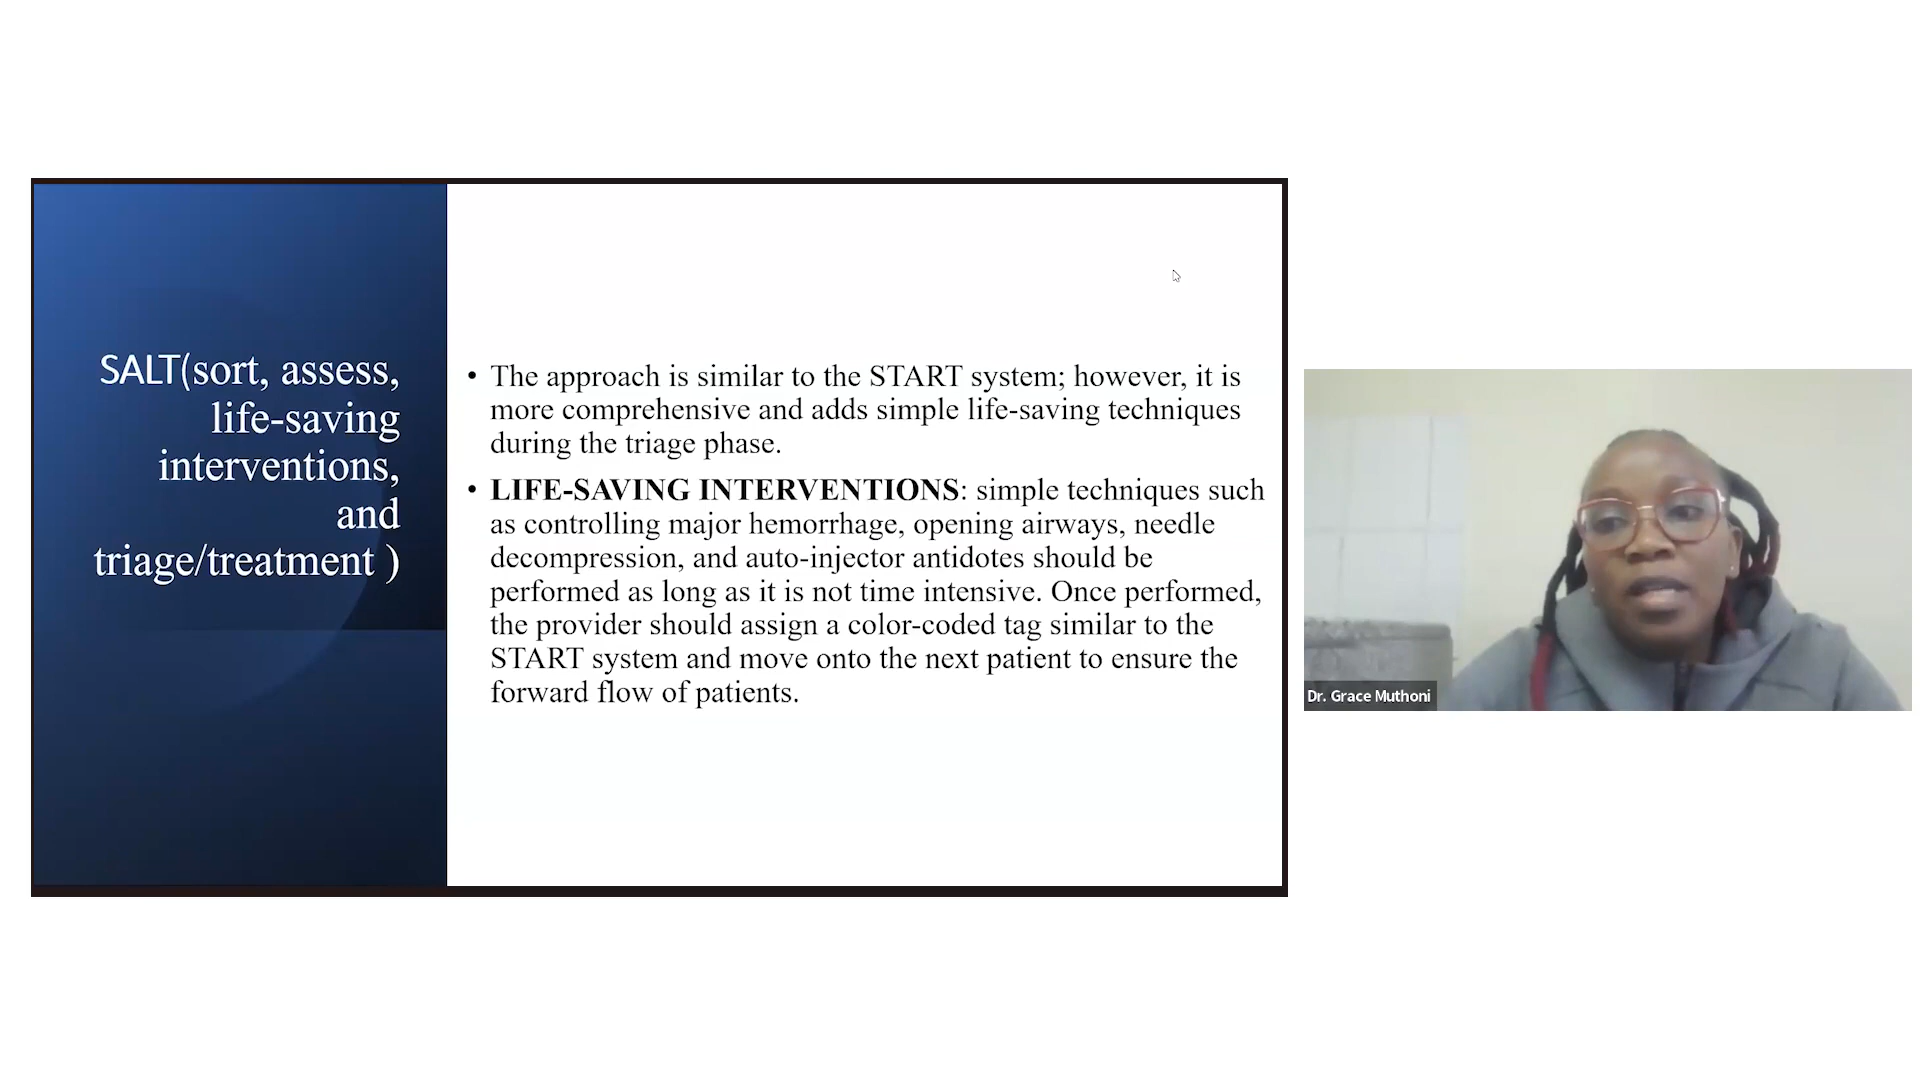 SALT(sort, assess,
life-saving
interventions,
and
triage/treatment )
• The approach is similar to the START system; however, it is
more comprehensive and adds simple life-saving techniques
during the triage phase.
• LIFE-SAVING INTERVENTIONS: simple techniques such
as controlling major hemorrhage, opening airways, needle
decompression, and auto-injector antidotes should be
performed as long as it is not time intensive. Once performed,
the provider should assign a color-coded tag similar to the
START system and move onto the next patient to ensure the
forward flow of patients.
Dr. Grace Muthoni